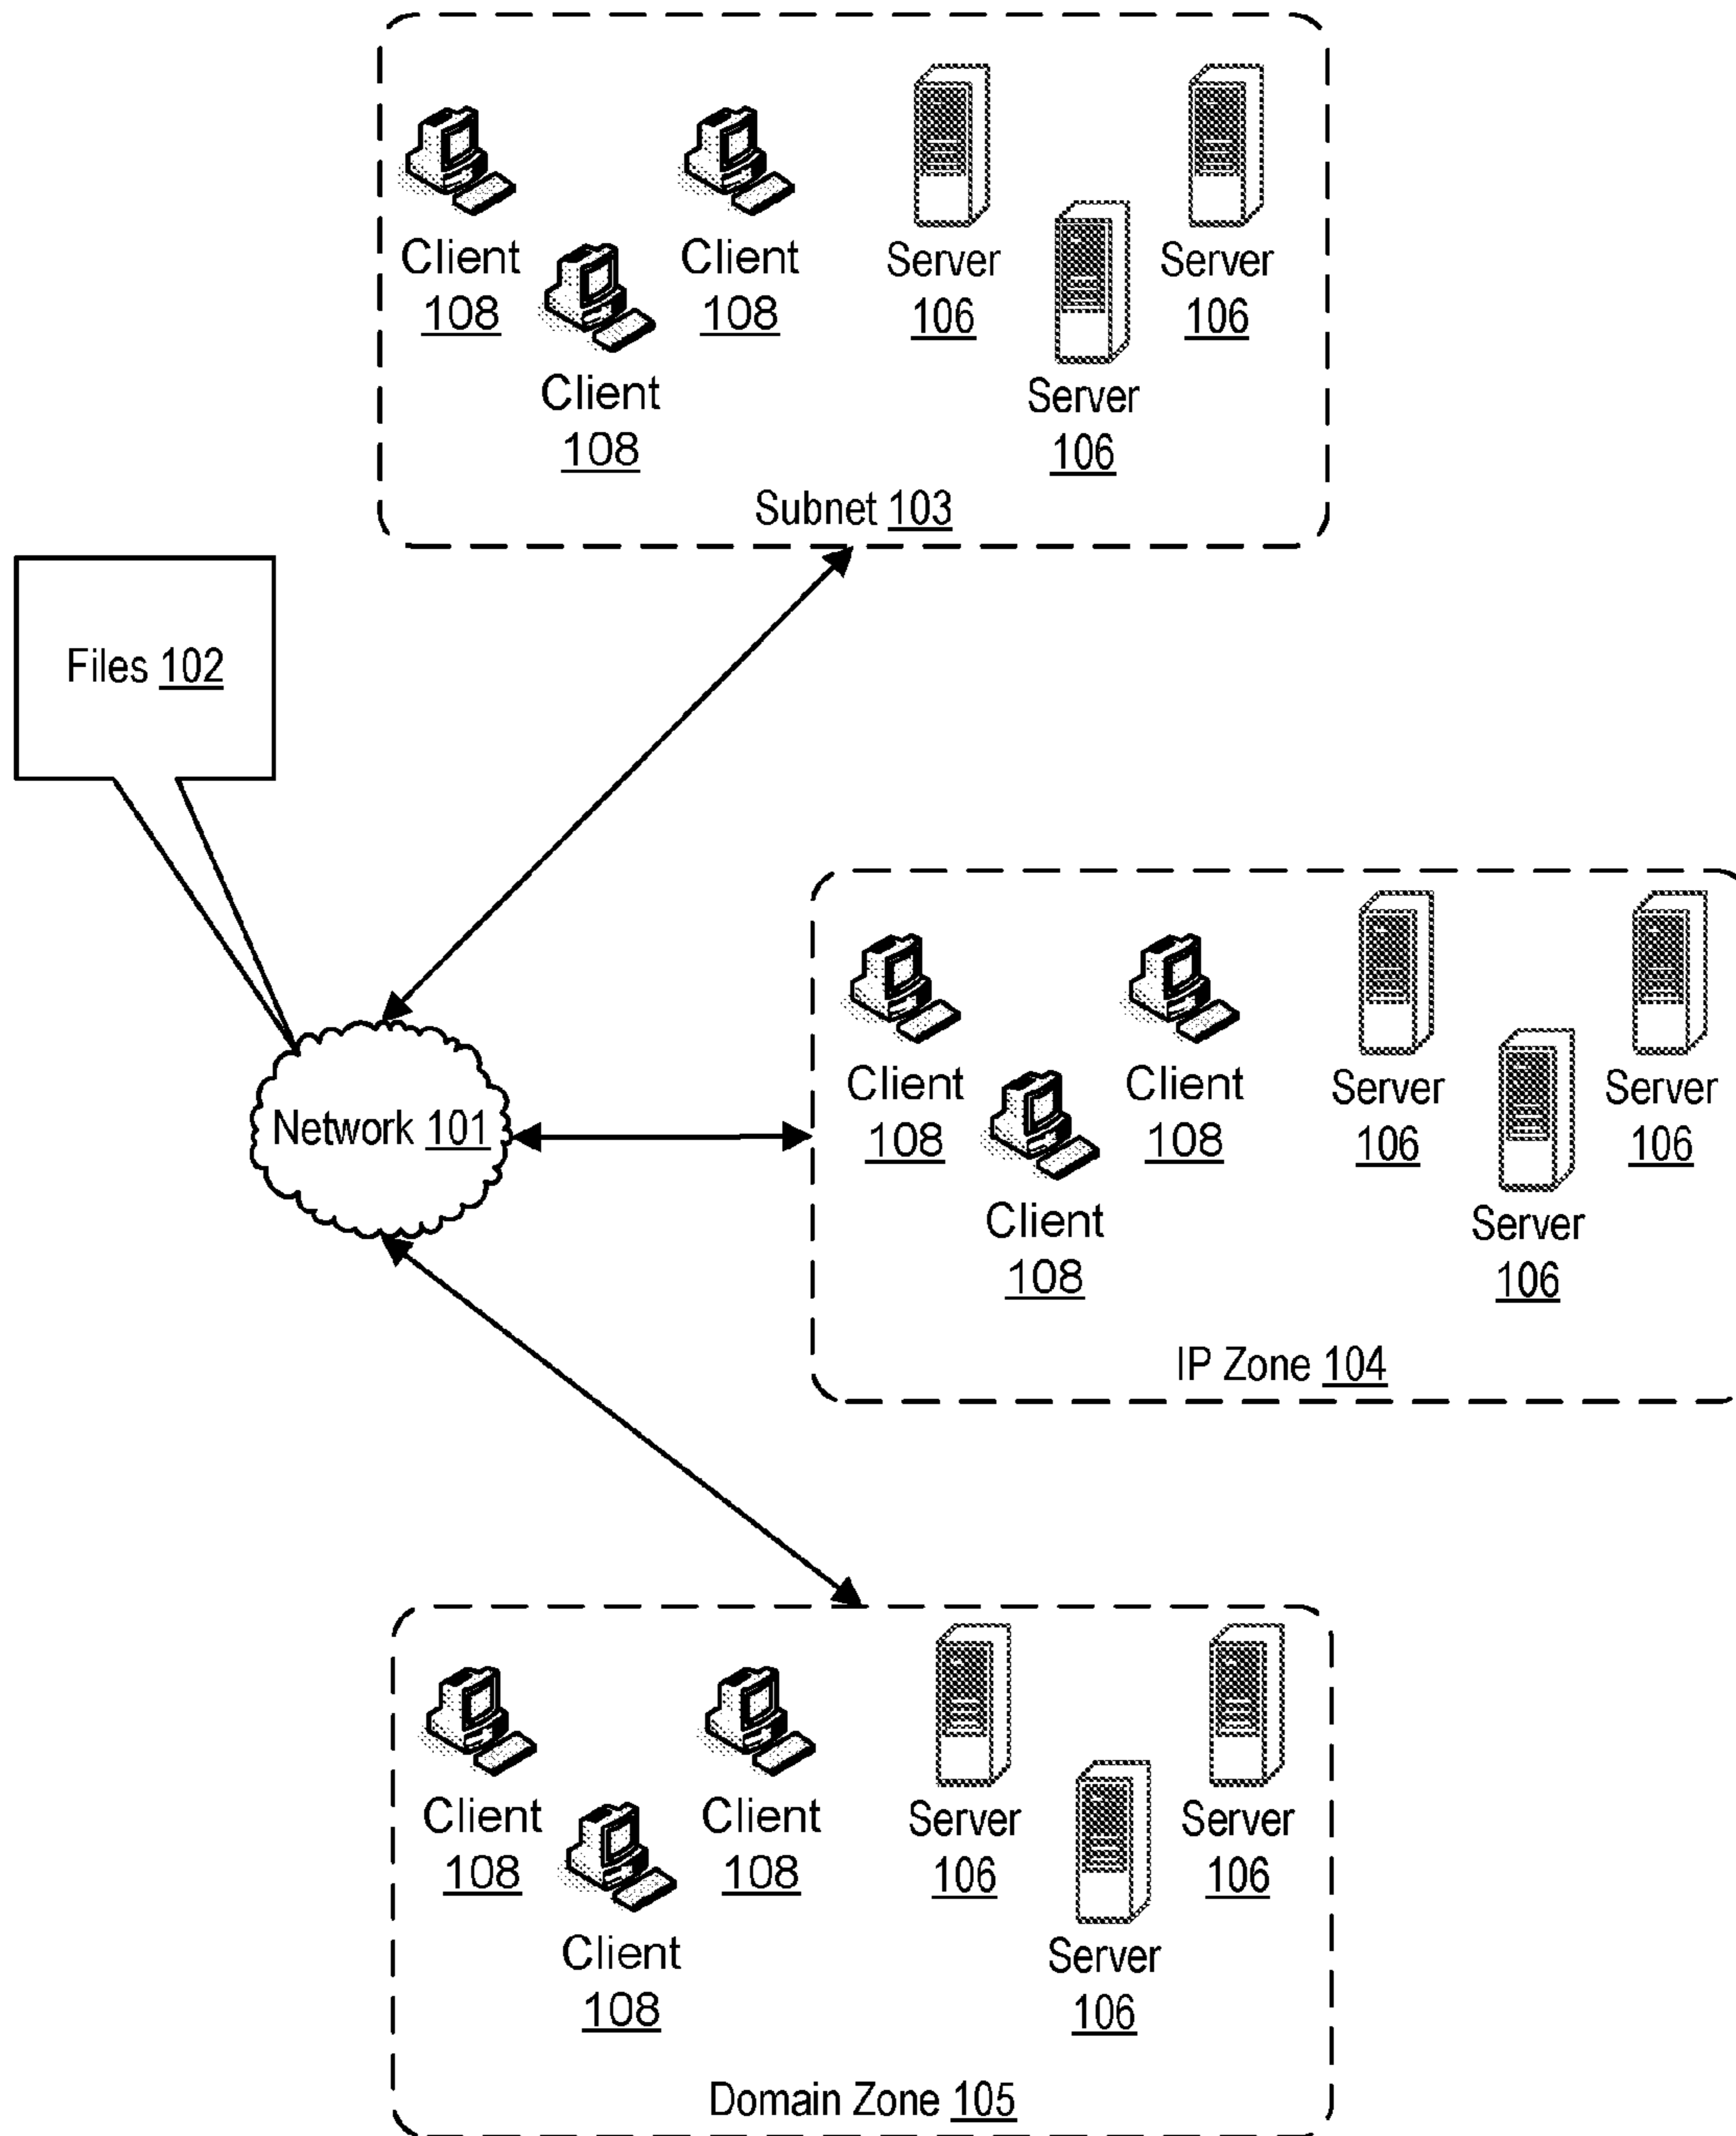 Client
108
Client
108
Client
108
Server
106
Server
106
Server
106
Subnet 103
Files 102
Network 101
Client
108
Client
108
Client
108
Server
106
Server
106
Server
106
IP Zone 104
Client
108
Client
108
Client
108
Server
106
Server
106
Server
106
Domain Zone 105